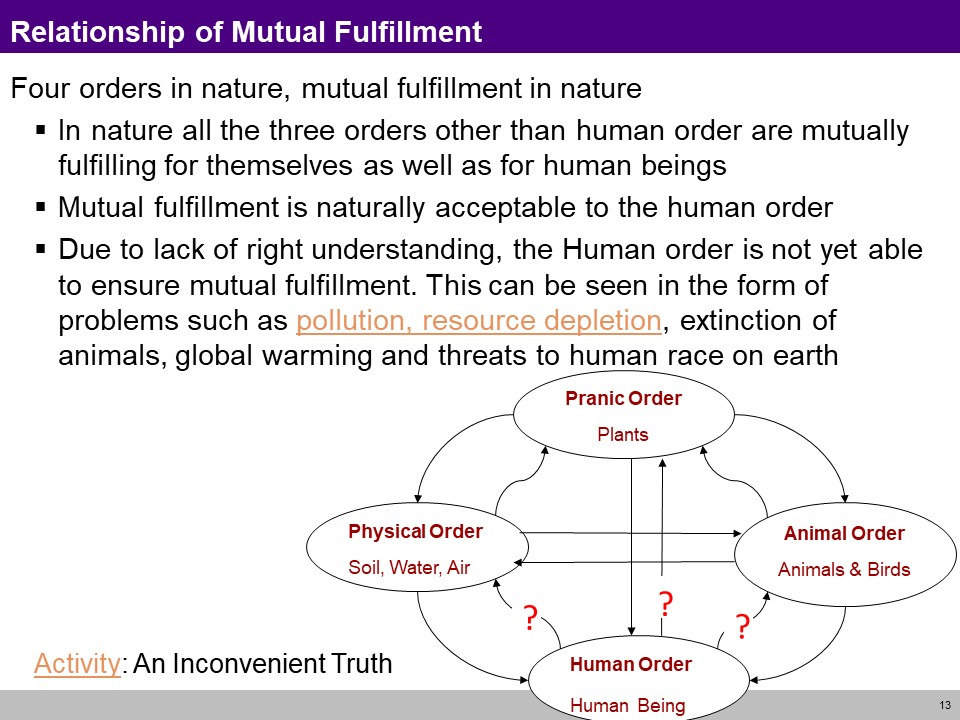 Relationship of Mutual Fulfillment
Four orders in nature, mutual fulfillment in nature
▪ In nature all the three orders other than human order are mutually
fulfilling for themselves as well as for human beings
▪ Mutual fulfillment is naturally acceptable to the human order
▪ Due to lack of right understanding, the Human order is not yet able
to ensure mutual fulfillment. This can be seen in the form of
problems such as pollution, resource depletion, extinction of
animals, global warming and threats to human race on earth
Pranic Order
Plants
Physical Order
Soil, Water, Air
Animal Order
Animals & Birds
?
?
?
Human Order
Human Being
Activity: An Inconvenient Truth
13